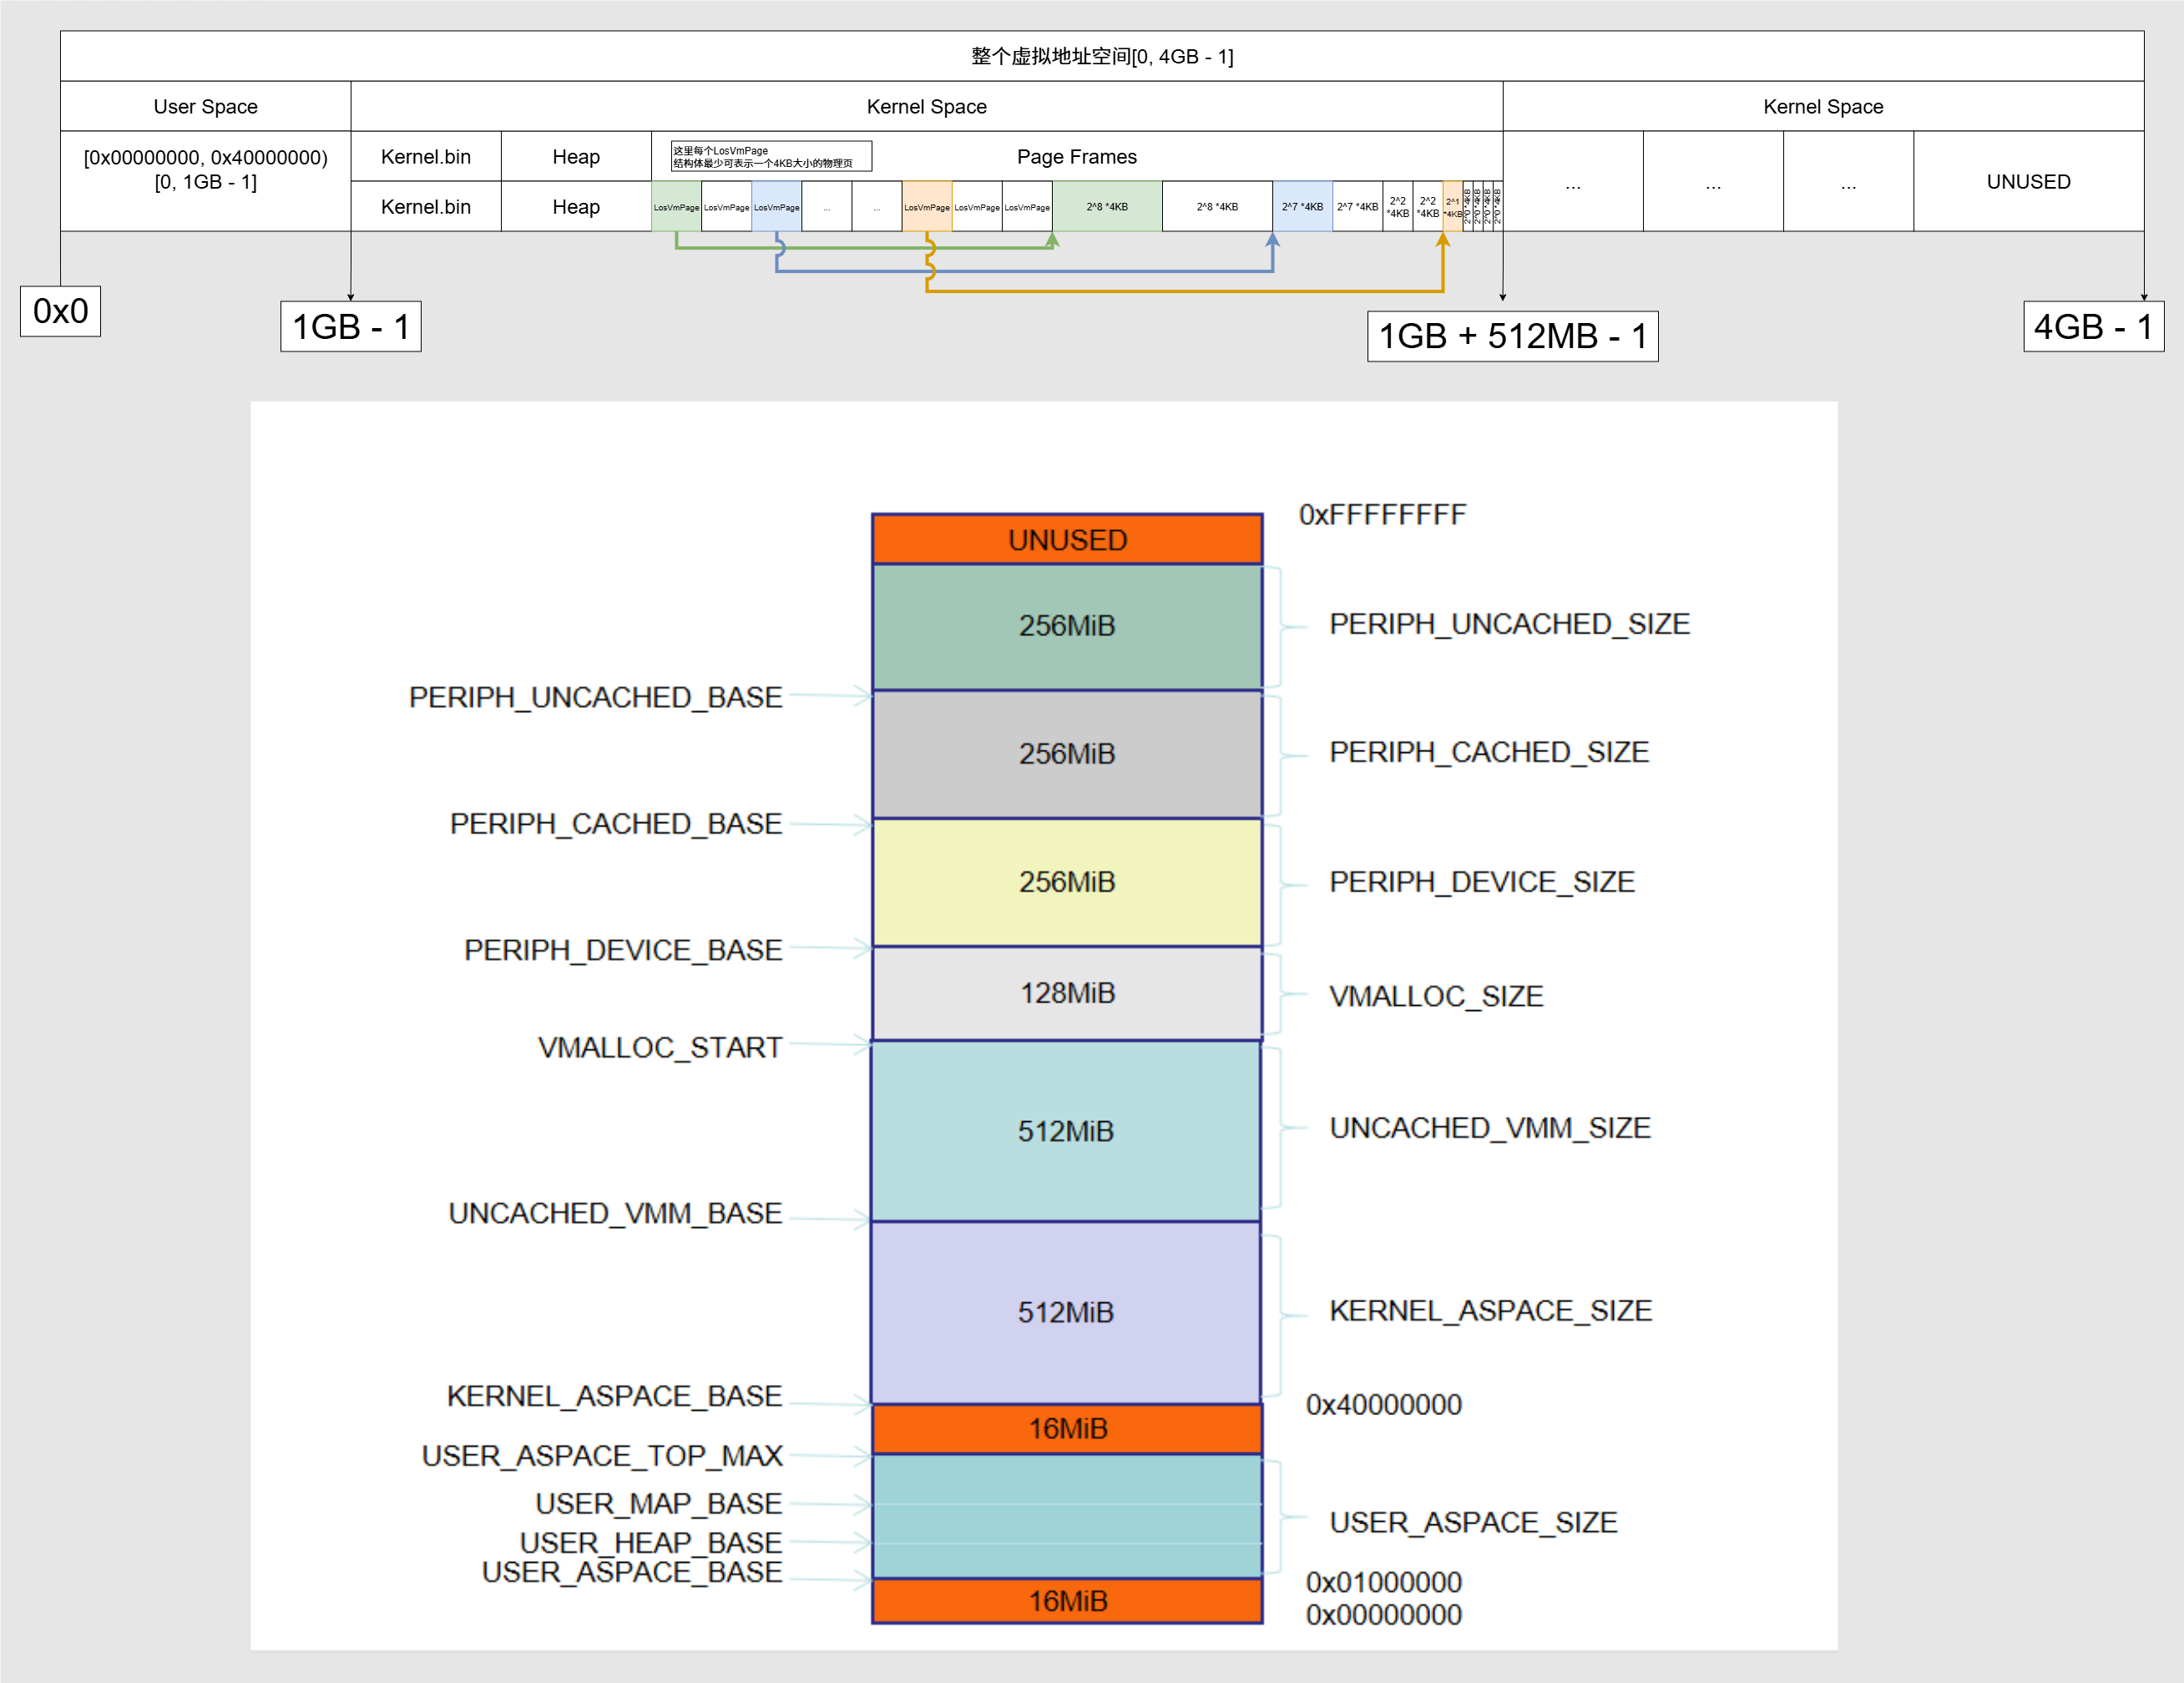 整个虚拟地址空间[0, 4GB - 1]
User Space
Kernel Space
Kernel Space
[0x00000000, 0x40000000)
[0, 1GB - 1]
Kernel.bin
Heap
这里每个LosVmPage
结构体最少可表示一个4KB大小的物理页
Page Frames
...
...
...
UNUSED
Kernel.bin
Heap
LosVmPage
LosVmPage
LosVmPage
...
...
LosVmPage
LosVmPage
LosVmPage
2^8 *4KB
2^8 *4KB
2^7 *4KB
2^7 *4KB
2^2
*4KB
2^2
*4KB
2^1
*4KB
2^0 *4KB
2^0 *4KB
2^0 *4KB
2^0 *4KB
0x0
1GB - 1
1GB + 512MB - 1
4GB - 1
0xFFFFFFFF
UNUSED
256MiB
PERIPH_UNCACHED_SIZE
PERIPH_UNCACHED_BASE
256MiB
PERIPH_CACHED_SIZE
PERIPH_CACHED_BASE
256MiB
PERIPH_DEVICE_SIZE
PERIPH_DEVICE_BASE
128MiB
VMALLOC_SIZE
VMALLOC_START
512MiB
UNCACHED_VMM_SIZE
UNCACHED_VMM_BASE
512MiB
KERNEL_ASPACE_SIZE
KERNEL_ASPACE_BASE
0x40000000
16MiB
USER_ASPACE_TOP_MAX
USER_MAP_BASE
USER_ASPACE_SIZE
USER_HEAP_BASE
USER_ASPACE_BASE
0x01000000
16MiB
0x00000000